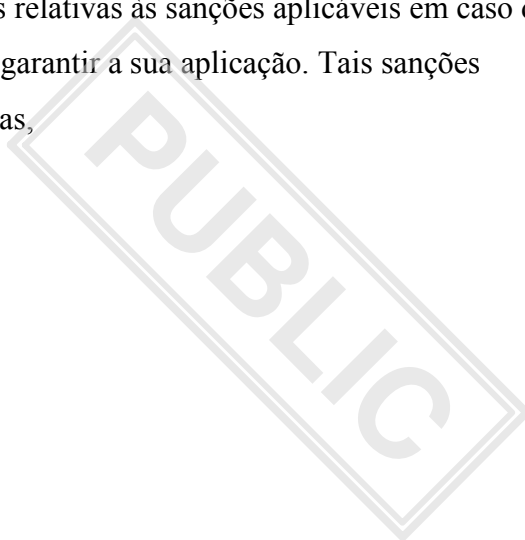 s relativas às sanções aplicáveis em caso
garantir a sua aplicação. Tais sanções
as,
PUBLIC